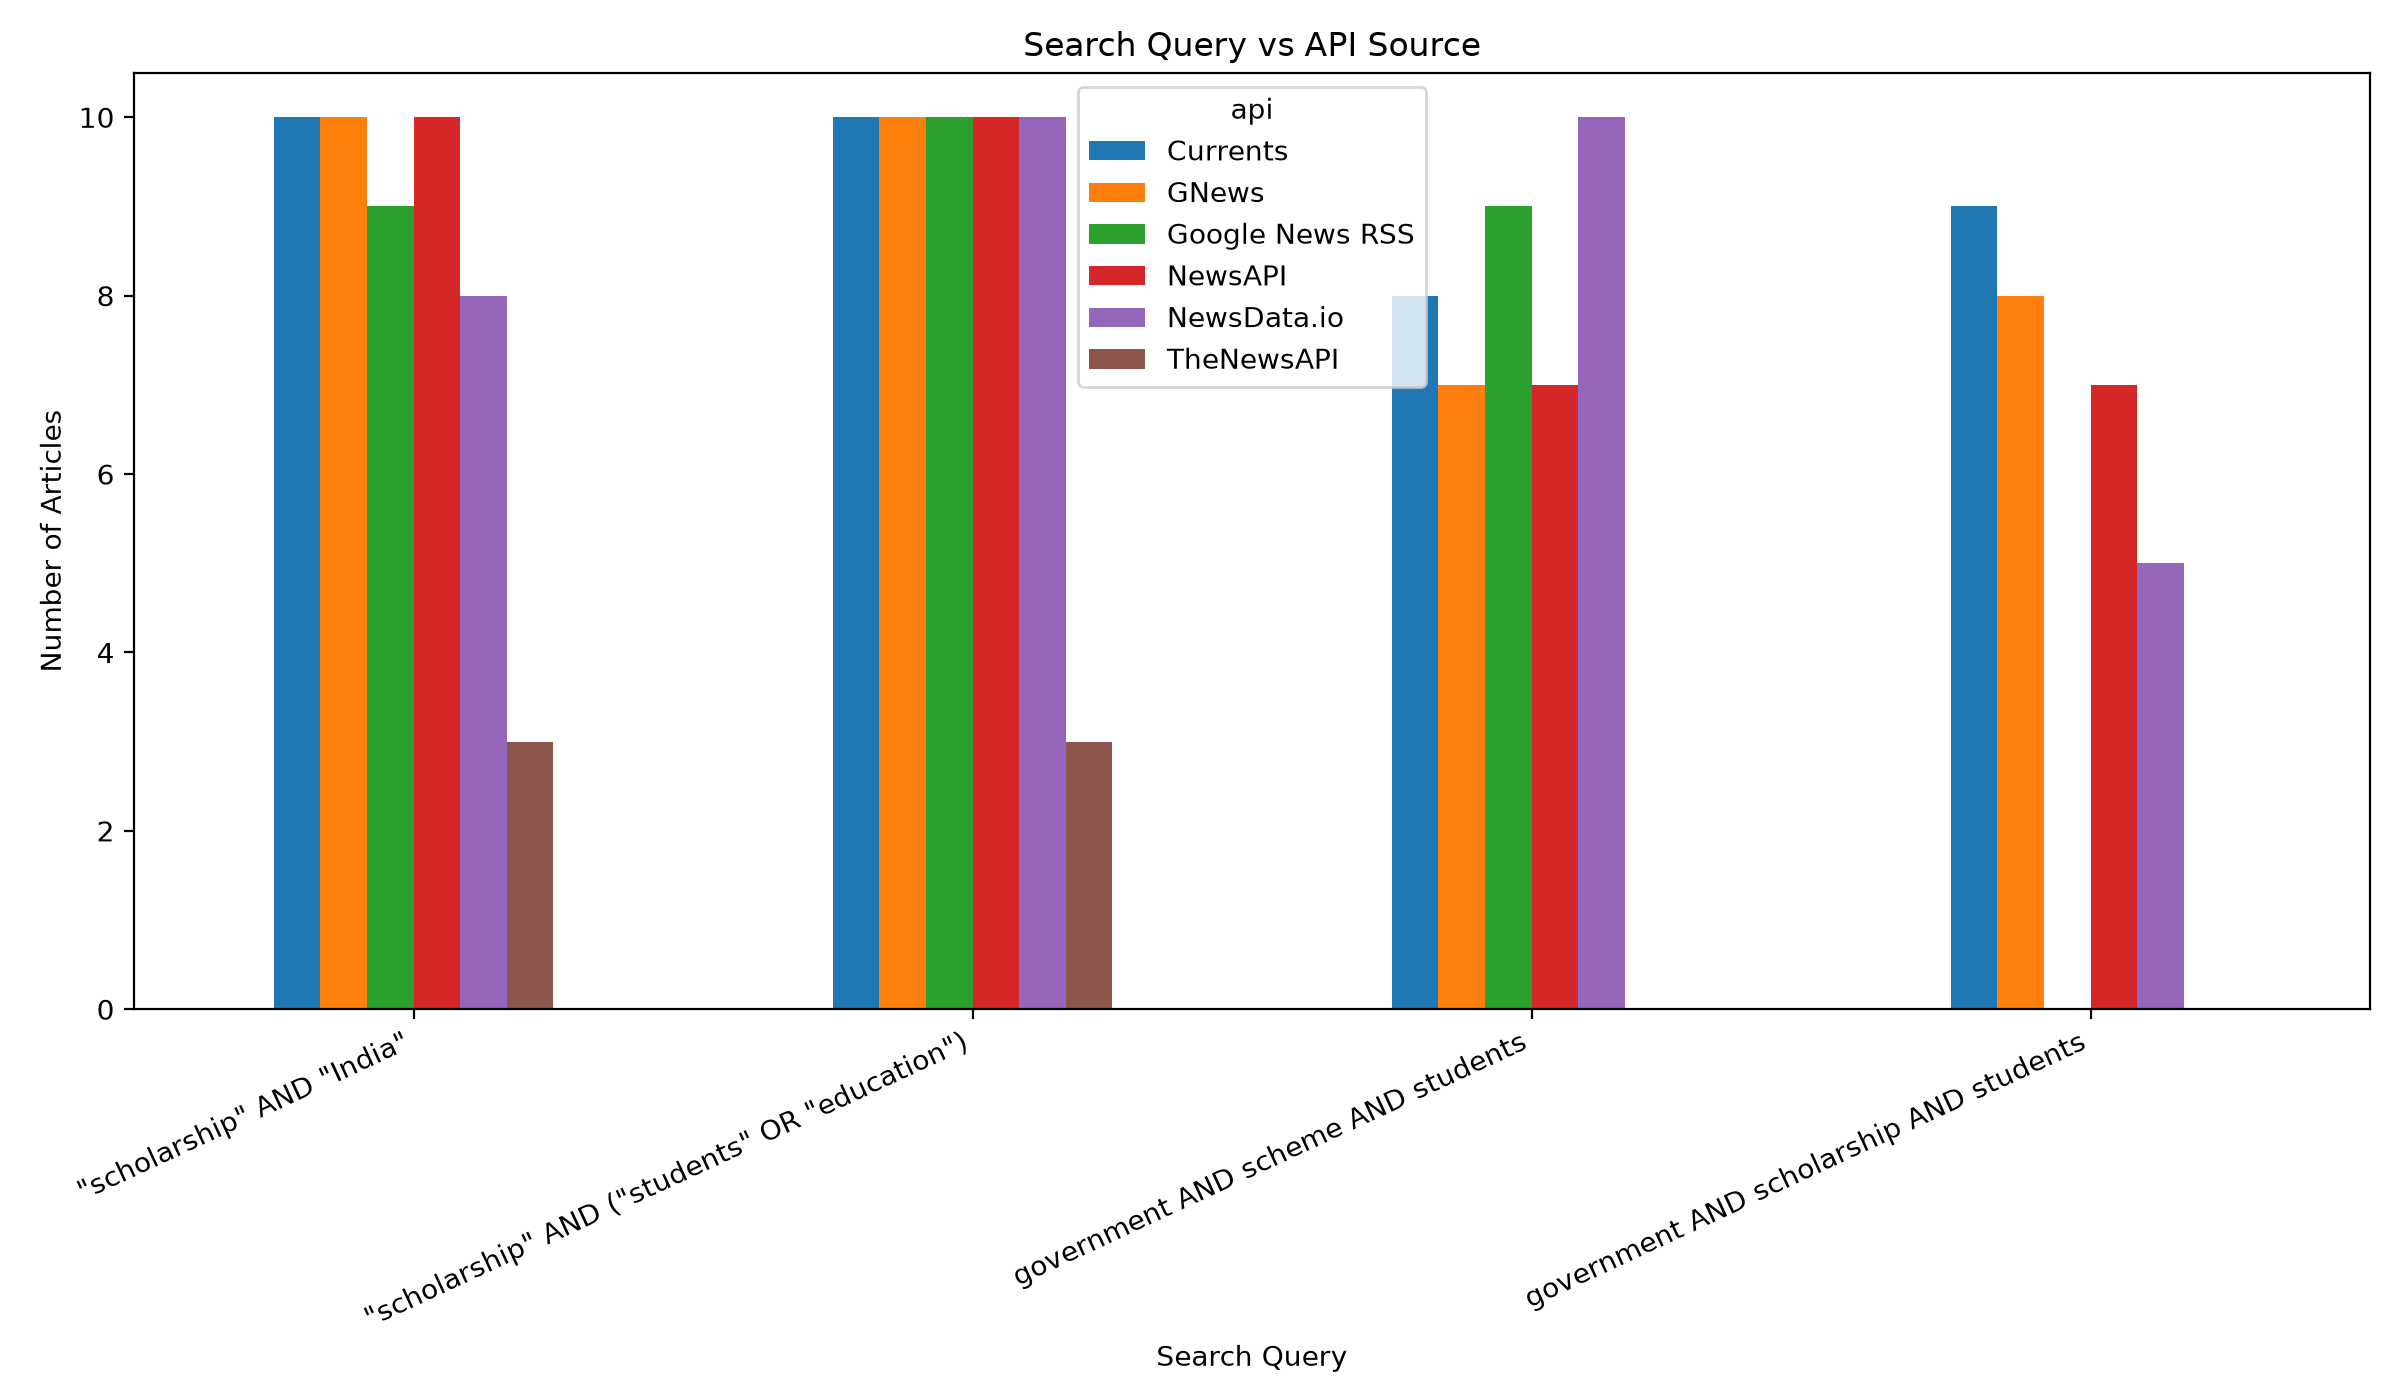 Search Query vs API Source
api
Currents
GNews
Google News RSS
NewsAPI
NewsData.io
TheNewsAPI
Number of Articles
10
8
6
4
2
0
"scholarship" AND "India"
"scholarship" AND ("students" OR "education")
government AND scheme AND students
government AND scholarship AND students
Search Query